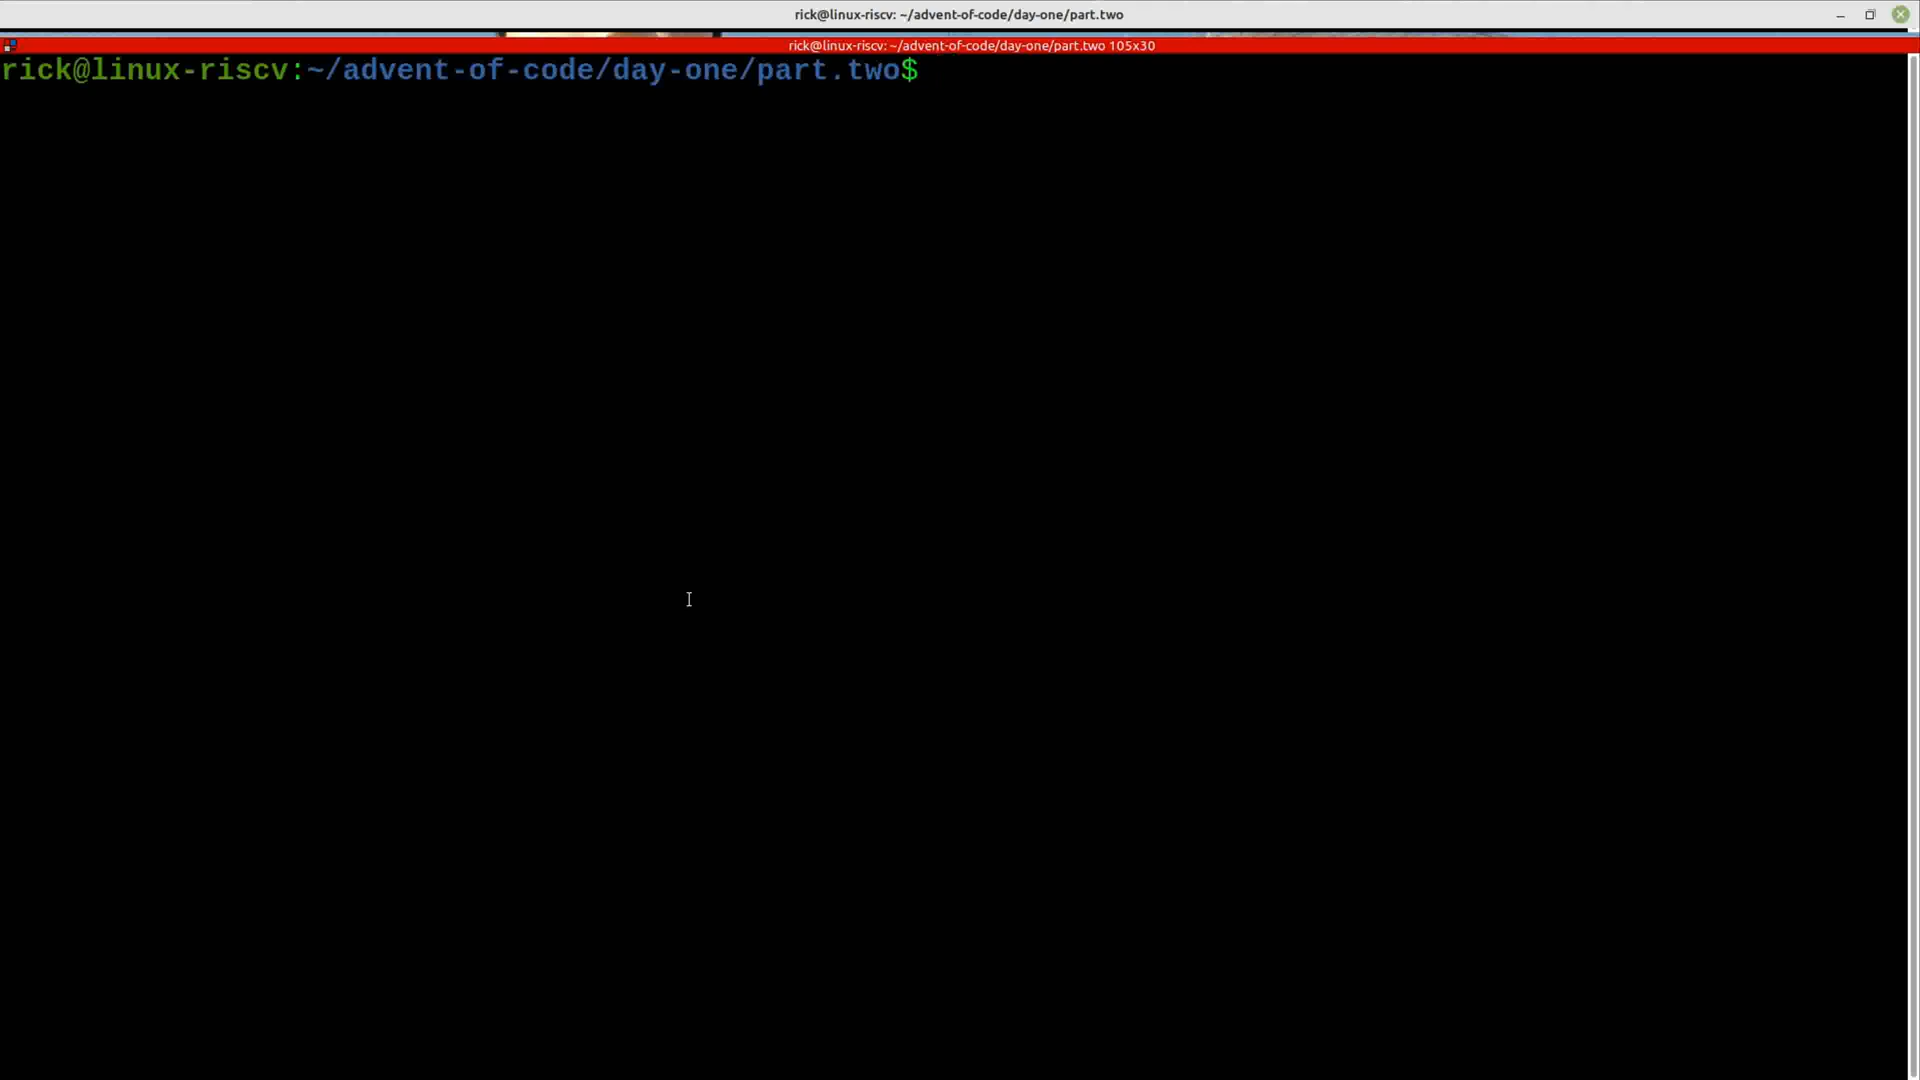 rick@linux-riscv: ~/advent-of-code/day-one/part.two
rick@linux-riscv: ~/advent-of-code/day-one/part.two 105x30
rick@linux-riscv:~/advent-of-code/day-one/part.two$